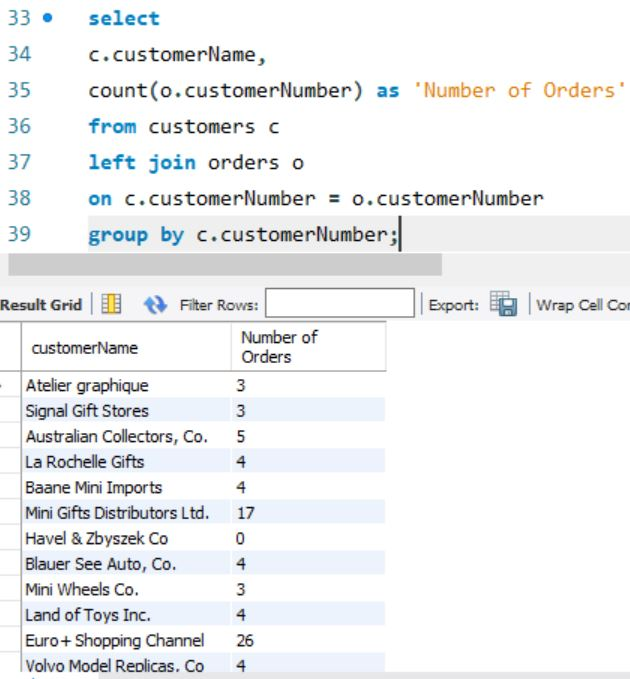 33 select
34 c.customerName,
35 count(o.customerNumber) as 'Number of Orders'
36 from customers c
37 left join orders o
38 on c.customerNumber = o.customerNumber
39 group by c.customerNumber;
Result Grid Filter Rows: Export: Wrap Cell Con
customerName Number of
Orders
Atelier graphique 3
Signal Gift Stores 3
Australian Collectors, Co. 5
La Rochelle Gifts 4
Baane Mini Imports 4
Mini Gifts Distributors Ltd. 17
Havel & Zbyszek Co 0
Blauer See Auto, Co. 4
Mini Wheels Co. 3
Land of Toys Inc. 4
Euro+ Shopping Channel 26
Volvo Model Replicas, Co 4